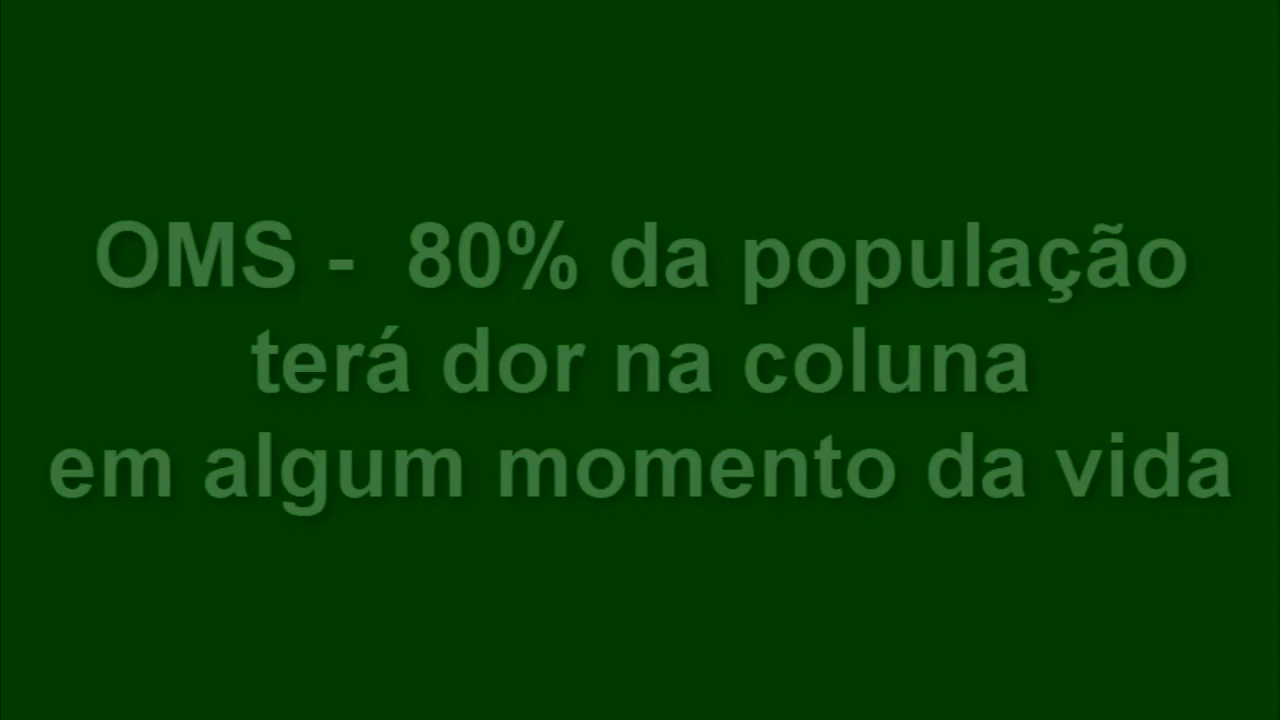 OMS - 80% da população
terá dor na coluna
em algum momento da vida